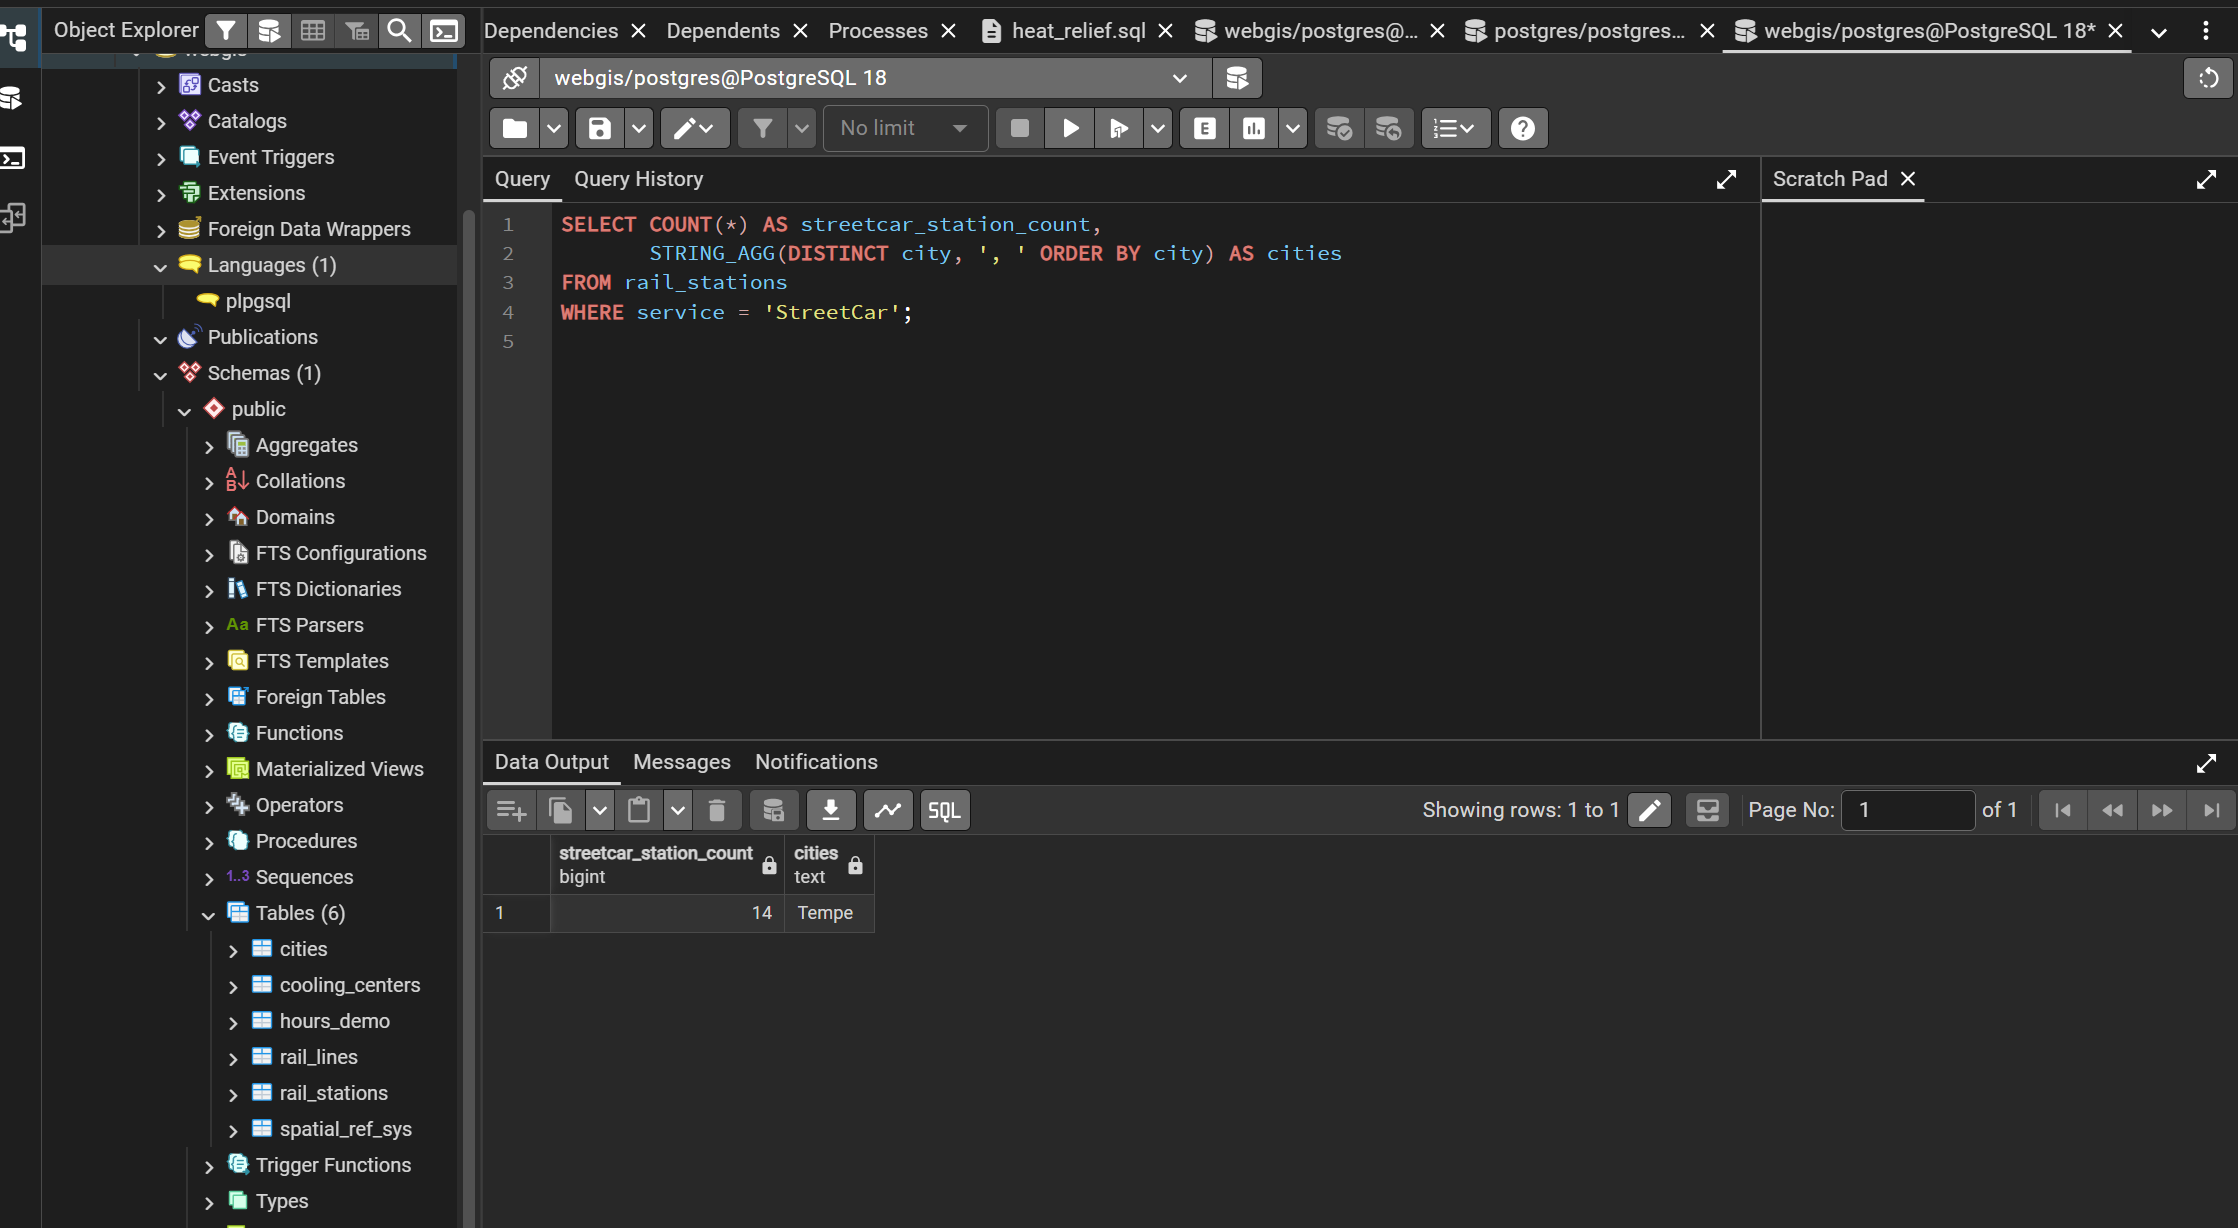 Object Explorer
Dependencies
Dependents
Processes
heat_relief.sql
webgis/postgres@...
postgres/postgres...
webgis/postgres@PostgreSQL 18*
webgis/postgres@PostgreSQL 18
No limit
E
Query
Query History
Scratch Pad
1 SELECT COUNT(*) AS streetcar_station_count,
2 STRING_AGG(DISTINCT city, ', ' ORDER BY city) AS cities
3 FROM rail_stations
4 WHERE service = 'StreetCar';
5
webgis
Casts
Catalogs
Event Triggers
Extensions
Foreign Data Wrappers
Languages (1)
plpgsql
Publications
Schemas (1)
public
Aggregates
Collations
Domains
FTS Configurations
FTS Dictionaries
Aa FTS Parsers
FTS Templates
Foreign Tables
Functions
Materialized Views
Operators
Procedures
1..3 Sequences
Tables (6)
cities
cooling_centers
hours_demo
rail_lines
rail_stations
spatial_ref_sys
Trigger Functions
Types
Data Output
Messages
Notifications
SQL
Showing rows: 1 to 1
Page No: 1 of 1
streetcar_station_count
bigint
cities
text
1 14 Tempe